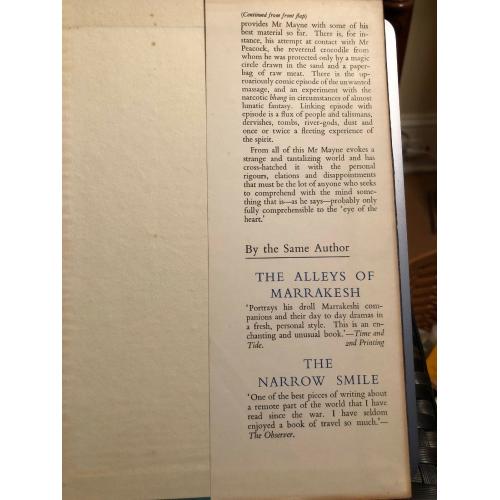 (Continued from front flap)
provides Mr Mayne with some of his
best material so far. There is, for in-
stance, his attempt at contact with Mr
Peacock, the reverend crocodile from
whom he was protected only by a magic
circle drawn in the sand and a paper-
bag of raw meat. There is the up-
roariously comic episode of the unwanted
massage, and an experiment with the
narcotic bhang in circumstances of almost
lunatic fantasy. Linking episode with
episode is a flux of people and talismans,
dervishes, tombs, river-gods, dust and
once or twice a fleeting experience of
the spirit.
From all of this Mr Mayne evokes a
strange and tantalizing world and has
cross-hatched it with the personal
rigours, elations and disappointments
that must be the lot of anyone who seeks
to comprehend with the mind some-
thing that is—as he says—probably only
fully comprehensible to the 'eye of the
heart.'
By the Same Author
THE ALLEYS OF
MARRAKESH
'Portrays his droll Marrakeshi com-
panions and their day to day dramas in
a fresh, personal style. This is an en-
chanting and unusual book.'—Time and
Tide. 2nd Printing
THE
NARROW SMILE
'One of the best pieces of writing about
a remote part of the world that I have
read since the war. I have seldom
enjoyed a book of travel so much.'—
The Observer.